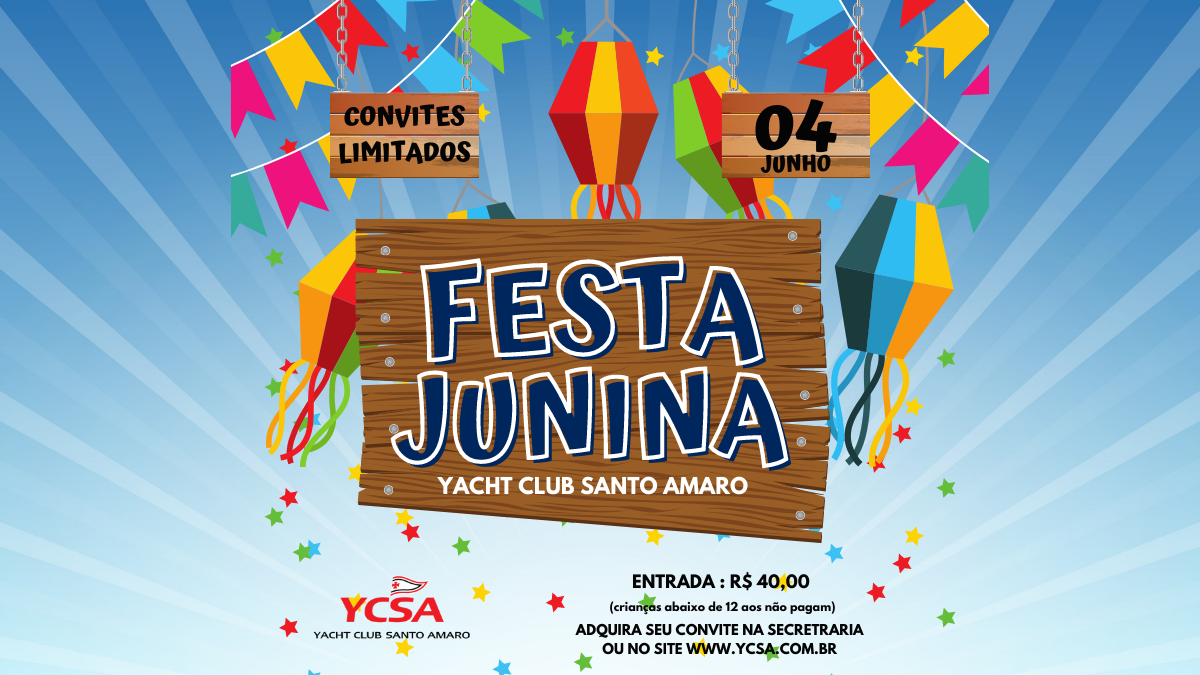 CONVITES
LIMITADOS
04
JUNHO
FESTA
JUNINA
YACHT CLUB SANTO AMARO
YCSA
YACHT CLUB SANTO AMARO
ENTRADA : R$ 40,00
(crianças abaixo de 12 aos não pagam)
ADQUIRA SEU CONVITE NA SECRETRARIA
OU NO SITE WWW.YCSA.COM.BR